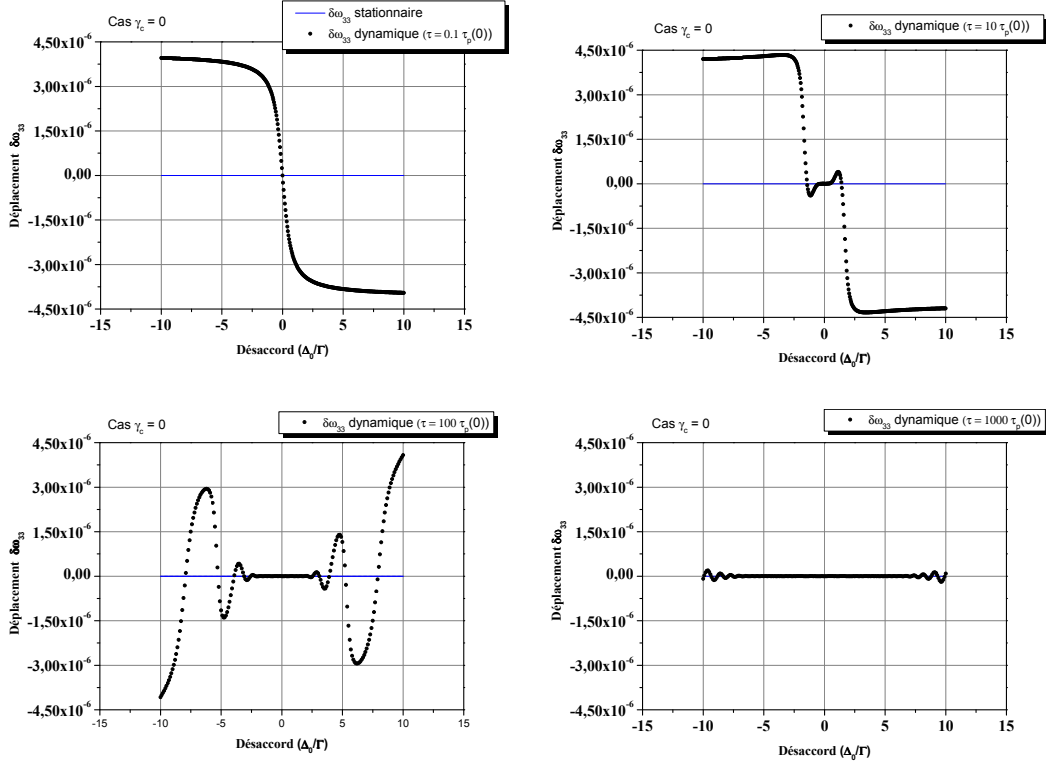 Cas γc = 0
δω33 stationnaire
δω33 dynamique (τ = 0.1 τp(0))
4,50x10-6
3,00x10-6
1,50x10-6
0,00
-1,50x10-6
-3,00x10-6
-4,50x10-6
Déplacement δω33
-15 -10 -5 0 5 10 15
Désaccord (Δ0/Γ)
Cas γc = 0
δω33 dynamique (τ = 10 τp(0))
4,50x10-6
3,00x10-6
1,50x10-6
0,00
-1,50x10-6
-3,00x10-6
-4,50x10-6
Déplacement δω33
-15 -10 -5 0 5 10 15
Désaccord (Δ0/Γ)
Cas γc = 0
δω33 dynamique (τ = 100 τp(0))
4,50x10-6
3,00x10-6
1,50x10-6
0,00
-1,50x10-6
-3,00x10-6
-4,50x10-6
Déplacement δω33
-15 -10 -5 0 5 10 15
Désaccord (Δ0/Γ)
Cas γc = 0
δω33 dynamique (τ = 1000 τp(0))
4,50x10-6
3,00x10-6
1,50x10-6
0,00
-1,50x10-6
-3,00x10-6
-4,50x10-6
Déplacement δω33
-15 -10 -5 0 5 10 15
Désaccord (Δ0/Γ)